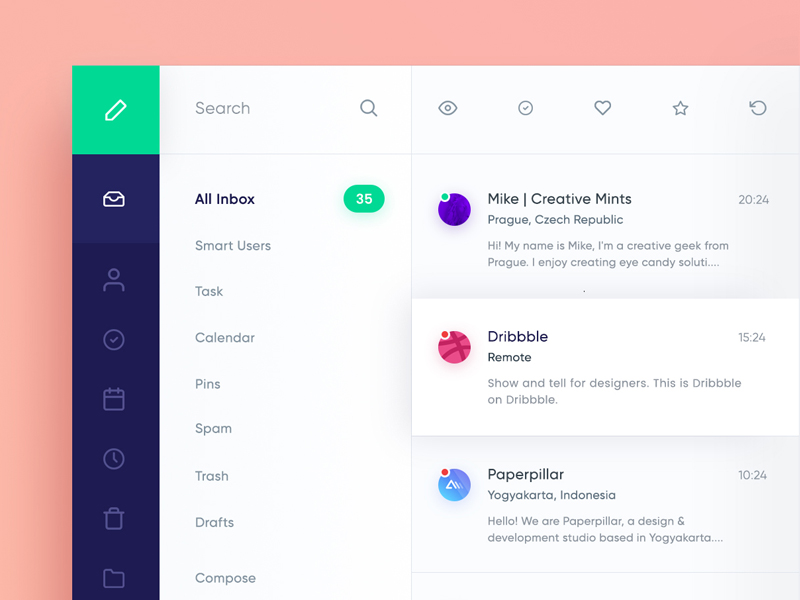 Search
All Inbox
35
Smart Users
Task
Calendar
Pins
Spam
Trash
Drafts
Compose
Mike | Creative Mints
20:24
Prague, Czech Republic
Hi! My name is Mike, I'm a creative geek from
Prague. I enjoy creating eye candy soluti....
Dribbble
15:24
Remote
Show and tell for designers. This is Dribbble
on Dribbble.
Paperpillar
10:24
Yogyakarta, Indonesia
Hello! We are Paperpillar, a design &
development studio based in Yogyakarta....